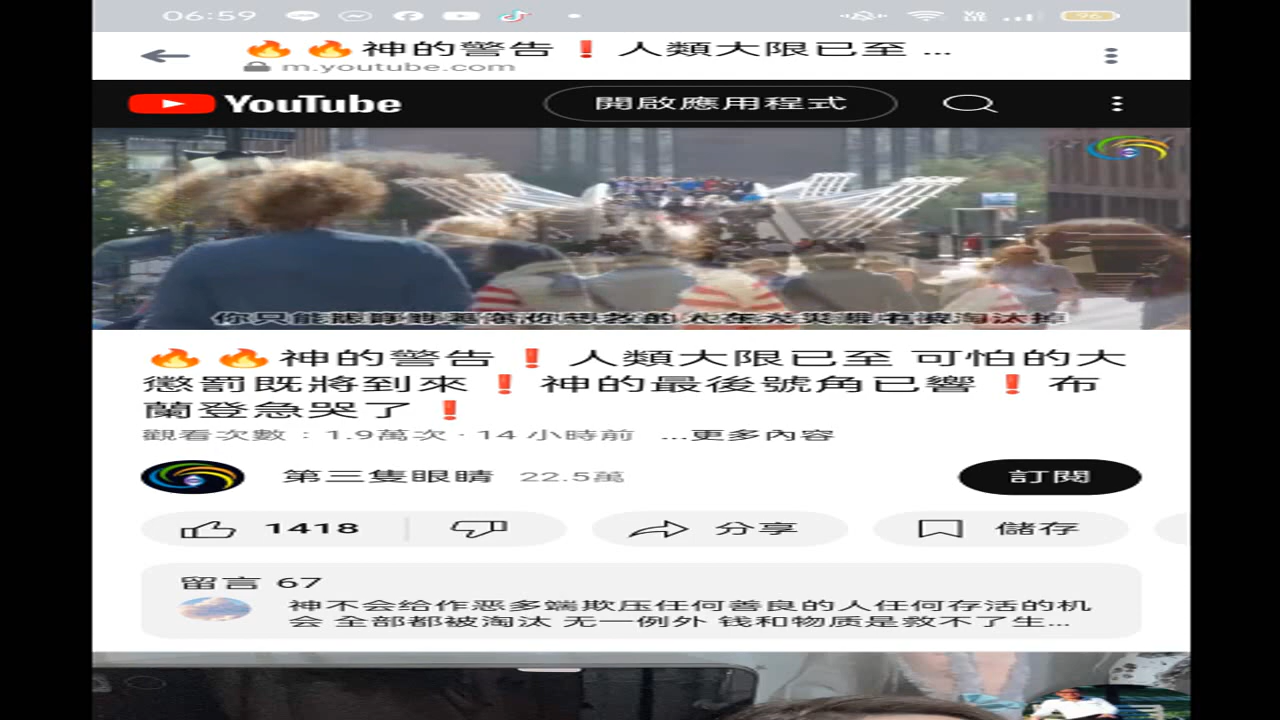 06:59
VO LTE
96
🔥🔥神的警告❗人類大限已至 ...
m.youtube.com
YouTube
開啟應用程式
你只能
🔥🔥神的警告❗人類大限已至 可怕的大
懲罰既將到來❗神的最後號角已響❗布
蘭登急哭了❗
觀看次數：1.9萬次 · 14 小時前 ...更多內容
第三隻眼睛 22.5萬
訂閱
1418
分享
儲存
留言 67
神不会给作恶多端欺压任何善良的人任何存活的机
会 全部都被淘汰 无一例外 钱和物质是救不了生...